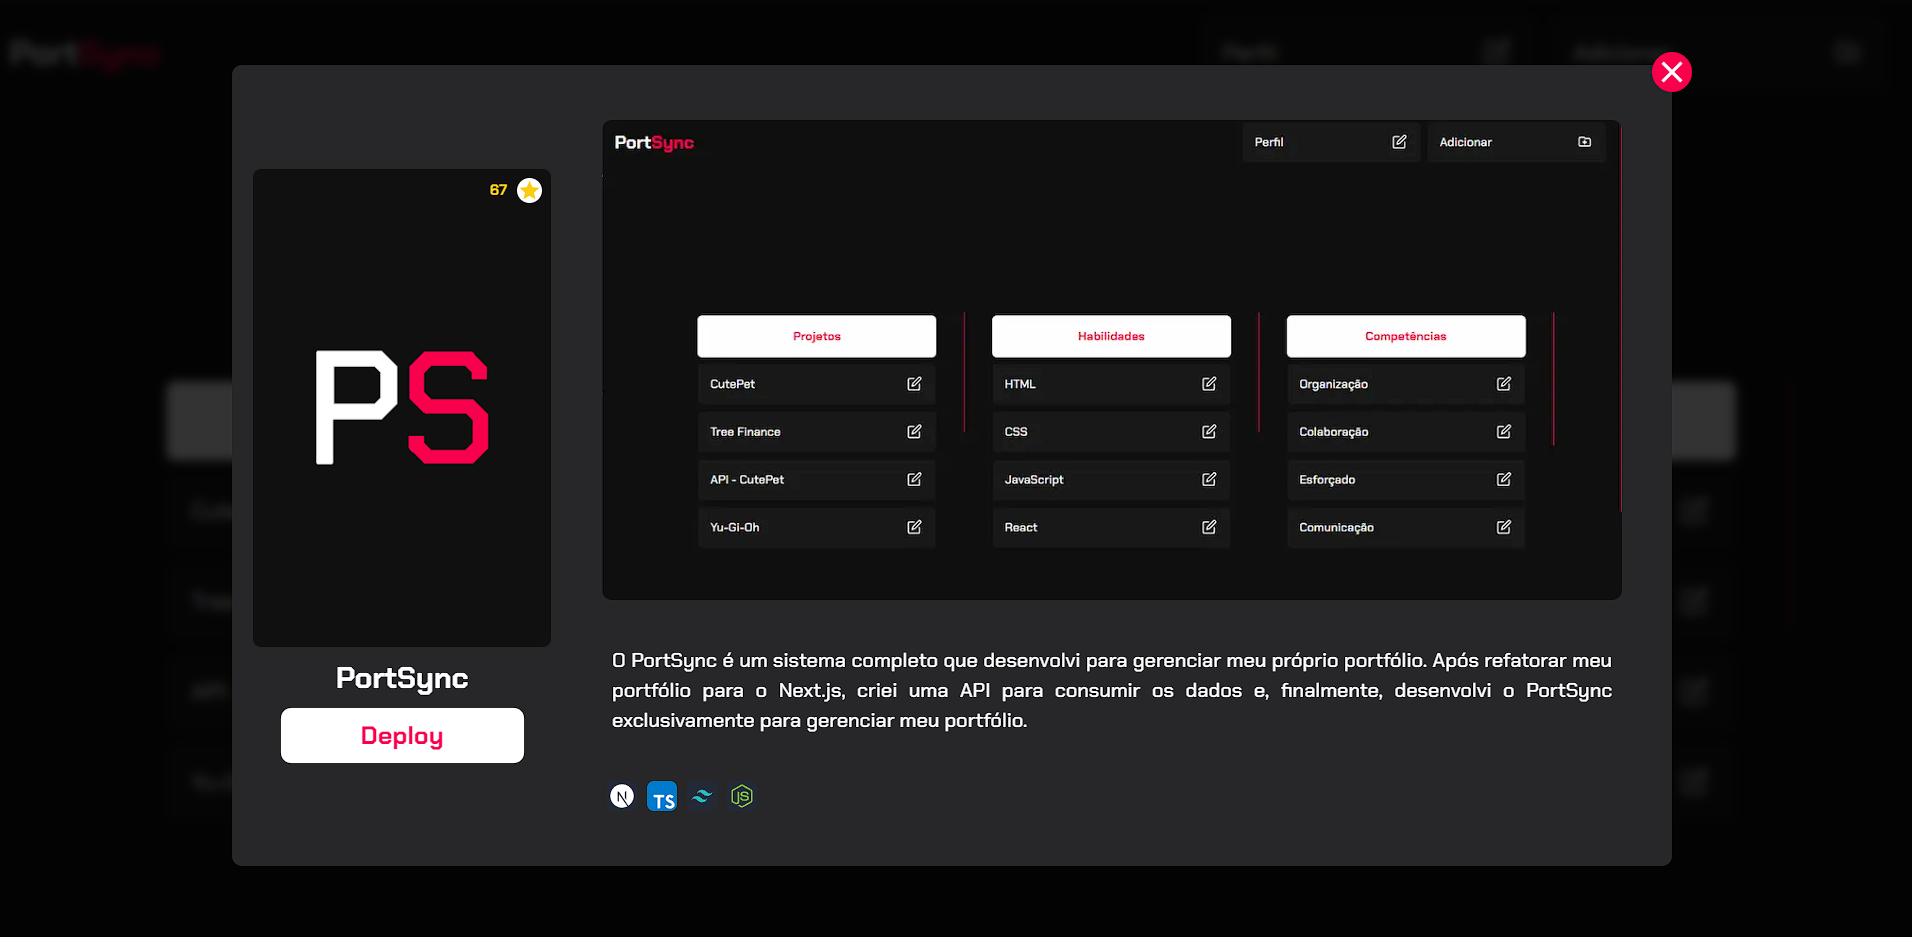 PortSync
Perfil
Adicionar
67
PS
PortSync
Deploy
PortSync
Perfil
Adicionar
Projetos
CutePet
Tree Finance
API - CutePet
Yu-Gi-Oh
Habilidades
HTML
CSS
JavaScript
React
Competências
Organização
Colaboração
Esforçado
Comunicação
O PortSync é um sistema completo que desenvolvi para gerenciar meu próprio portfólio. Após refatorar meu
portfólio para o Next.js, criei uma API para consumir os dados e, finalmente, desenvolvi o PortSync
exclusivamente para gerenciar meu portfólio.
N
TS
JS